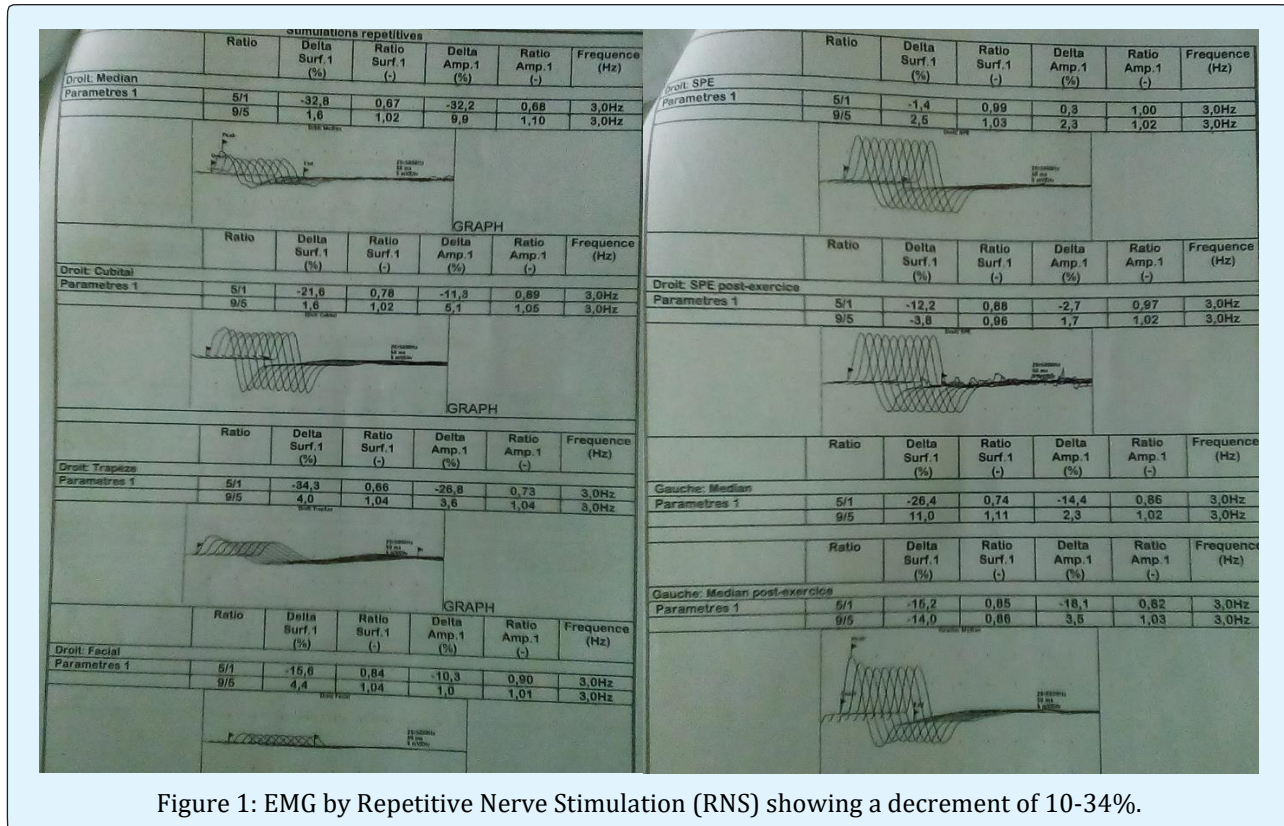 Stimulations repetitives
Ratio Delta Surf.1 (%) Ratio Surf.1 (-) Delta Amp.1 (%) Ratio Amp.1 (-) Frequence (Hz)
Droit: Median
Parametres 1 5/1 -32,8 0,67 -32,2 0,68 3,0Hz
9/5 1,6 1,02 9,9 1,10 3,0Hz
GRAPH
Ratio Delta Surf.1 (%) Ratio Surf.1 (-) Delta Amp.1 (%) Ratio Amp.1 (-) Frequence (Hz)
Droit: Cubital
Parametres 1 5/1 -21,6 0,78 -11,3 0,89 3,0Hz
9/5 1,6 1,02 5,1 1,05 3,0Hz
GRAPH
Ratio Delta Surf.1 (%) Ratio Surf.1 (-) Delta Amp.1 (%) Ratio Amp.1 (-) Frequence (Hz)
Droit: Trapeze
Parametres 1 5/1 -34,3 0,66 -26,8 0,73 3,0Hz
9/5 4,0 1,04 3,6 1,04 3,0Hz
GRAPH
Ratio Delta Surf.1 (%) Ratio Surf.1 (-) Delta Amp.1 (%) Ratio Amp.1 (-) Frequence (Hz)
Droit: Facial
Parametres 1 5/1 -15,6 0,84 -10,3 0,90 3,0Hz
9/5 4,4 1,04 1,0 1,01 3,0Hz
Ratio Delta Surf.1 (%) Ratio Surf.1 (-) Delta Amp.1 (%) Ratio Amp.1 (-) Frequence (Hz)
Droit: SPE
Parametres 1 5/1 -1,4 0,99 0,3 1,00 3,0Hz
9/5 2,5 1,03 2,3 1,02 3,0Hz
Ratio Delta Surf.1 (%) Ratio Surf.1 (-) Delta Amp.1 (%) Ratio Amp.1 (-) Frequence (Hz)
Droit: SPE post-exercice
Parametres 1 5/1 -12,2 0,88 -2,7 0,97 3,0Hz
9/5 -3,8 0,96 1,7 1,02 3,0Hz
Ratio Delta Surf.1 (%) Ratio Surf.1 (-) Delta Amp.1 (%) Ratio Amp.1 (-) Frequence (Hz)
Gauche: Median
Parametres 1 5/1 -26,4 0,74 -14,4 0,86 3,0Hz
9/5 11,0 1,11 2,3 1,02 3,0Hz
Ratio Delta Surf.1 (%) Ratio Surf.1 (-) Delta Amp.1 (%) Ratio Amp.1 (-) Frequence (Hz)
Gauche: Median post-exercice
Parametres 1 5/1 -15,2 0,85 -18,1 0,82 3,0Hz
9/5 -14,0 0,86 3,5 1,03 3,0Hz
Figure 1: EMG by Repetitive Nerve Stimulation (RNS) showing a decrement of 10-34%.